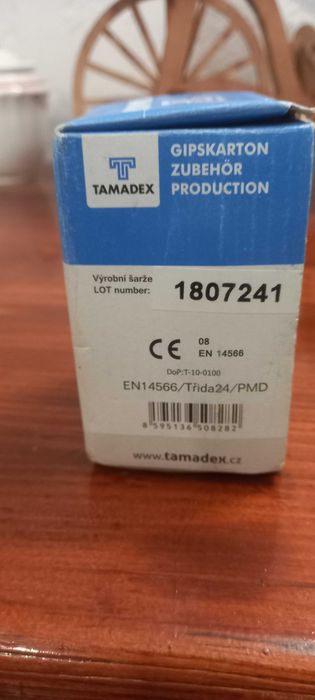 TAMADEX
GIPSKARTON
ZUBEHÖR
PRODUCTION
Výrobní šarže
LOT number:
1807241
CE
08
EN 14566
DoP:T-10-0100
EN14566/Třída24/PMD
8 595136 508282
www.tamadex.cz